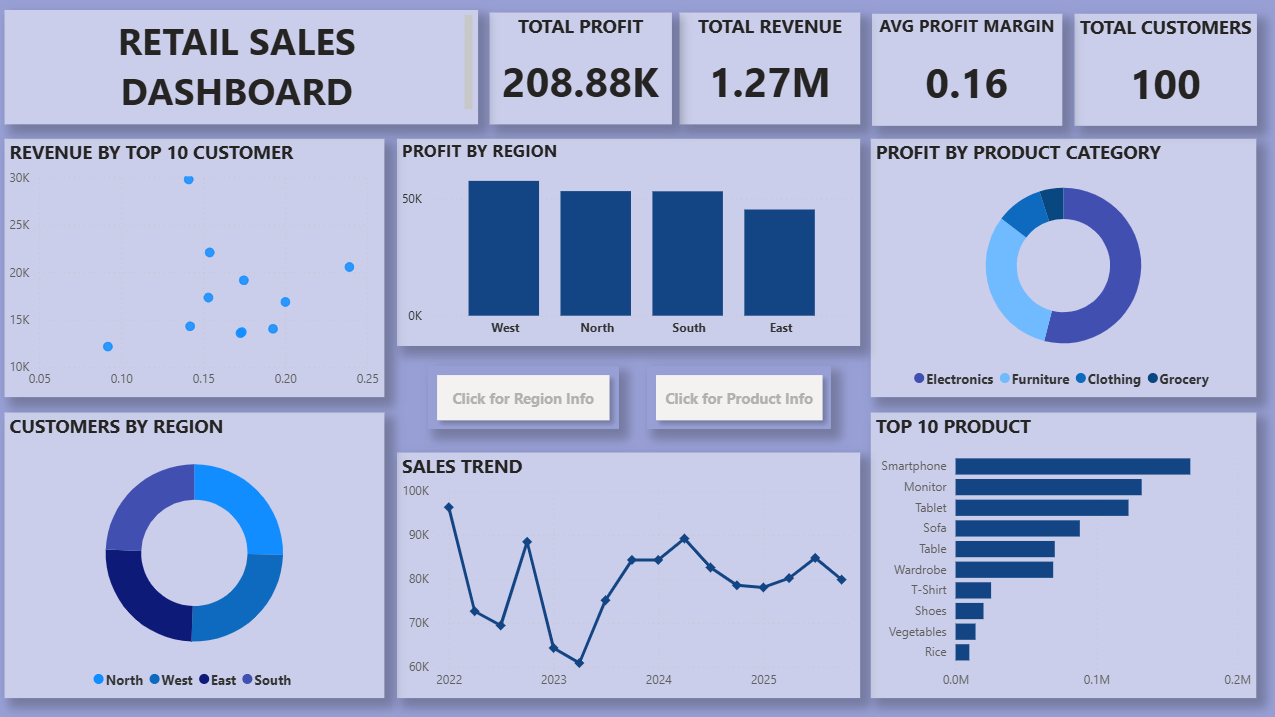 RETAIL SALES
DASHBOARD
TOTAL PROFIT
208.88K
TOTAL REVENUE
1.27M
AVG PROFIT MARGIN
0.16
TOTAL CUSTOMERS
100
REVENUE BY TOP 10 CUSTOMER
30K
25K
20K
15K
10K
0.05 0.10 0.15 0.20 0.25
PROFIT BY REGION
50K
0K
West North South East
PROFIT BY PRODUCT CATEGORY
Electronics Furniture Clothing Grocery
Click for Region Info
Click for Product Info
CUSTOMERS BY REGION
North West East South
SALES TREND
100K
90K
80K
70K
60K
2022 2023 2024 2025
TOP 10 PRODUCT
Smartphone
Monitor
Tablet
Sofa
Table
Wardrobe
T-Shirt
Shoes
Vegetables
Rice
0.0M 0.1M 0.2M